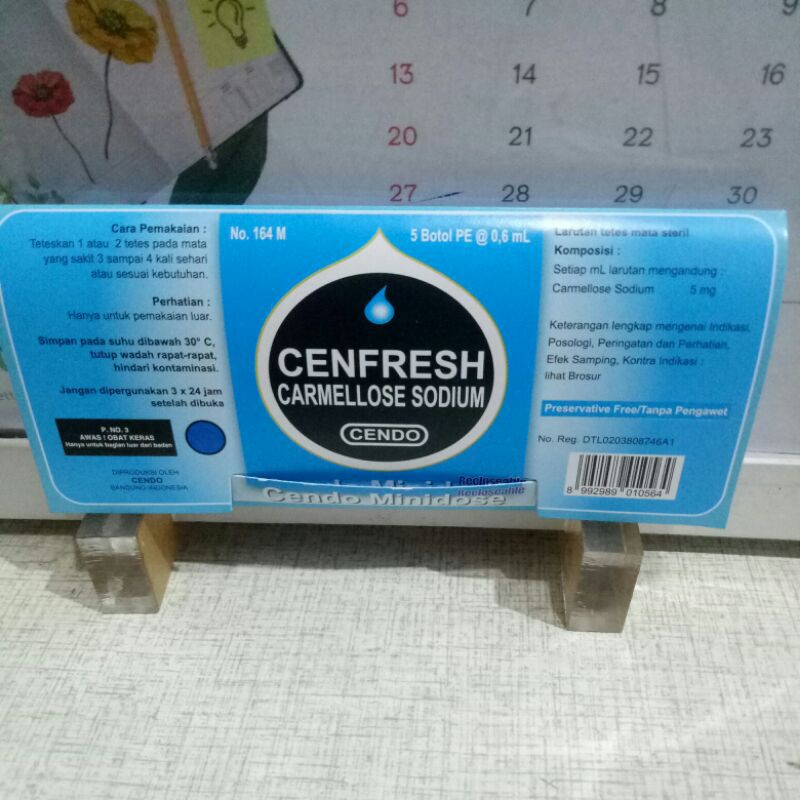 6 7 8 9
13 14 15 16
20 21 22 23
27 28 29 30
Cara Pemakaian :
Teteskan 1 atau 2 tetes pada mata
yang sakit 3 sampai 4 kali sehari
atau sesuai kebutuhan.
Perhatian :
Hanya untuk pemakaian luar.
Simpan pada suhu dibawah 30° C,
tutup wadah rapat-rapat,
hindari kontaminasi.
Jangan dipergunakan 3 x 24 jam
setelah dibuka
P. NO. 3
AWAS ! OBAT KERAS
Hanya untuk bagian luar dari badan
DIPRODUKSI OLEH
CENDO
BANDUNG-INDONESIA
No. 164 M
5 Botol PE @ 0,6 mL
CENFRESH
CARMELLOSE SODIUM
CENDO
Recloseable
Cendo Minidose
Recloseable
Larutan tetes mata steril
Komposisi :
Setiap mL larutan mengandung :
Carmellose Sodium 5 mg
Keterangan lengkap mengenai Indikasi,
Posologi, Peringatan dan Perhatian,
Efek Samping, Kontra Indikasi :
lihat Brosur
Preservative Free/Tanpa Pengawet
No. Reg. DTL0203808746A1
8 992989 010564